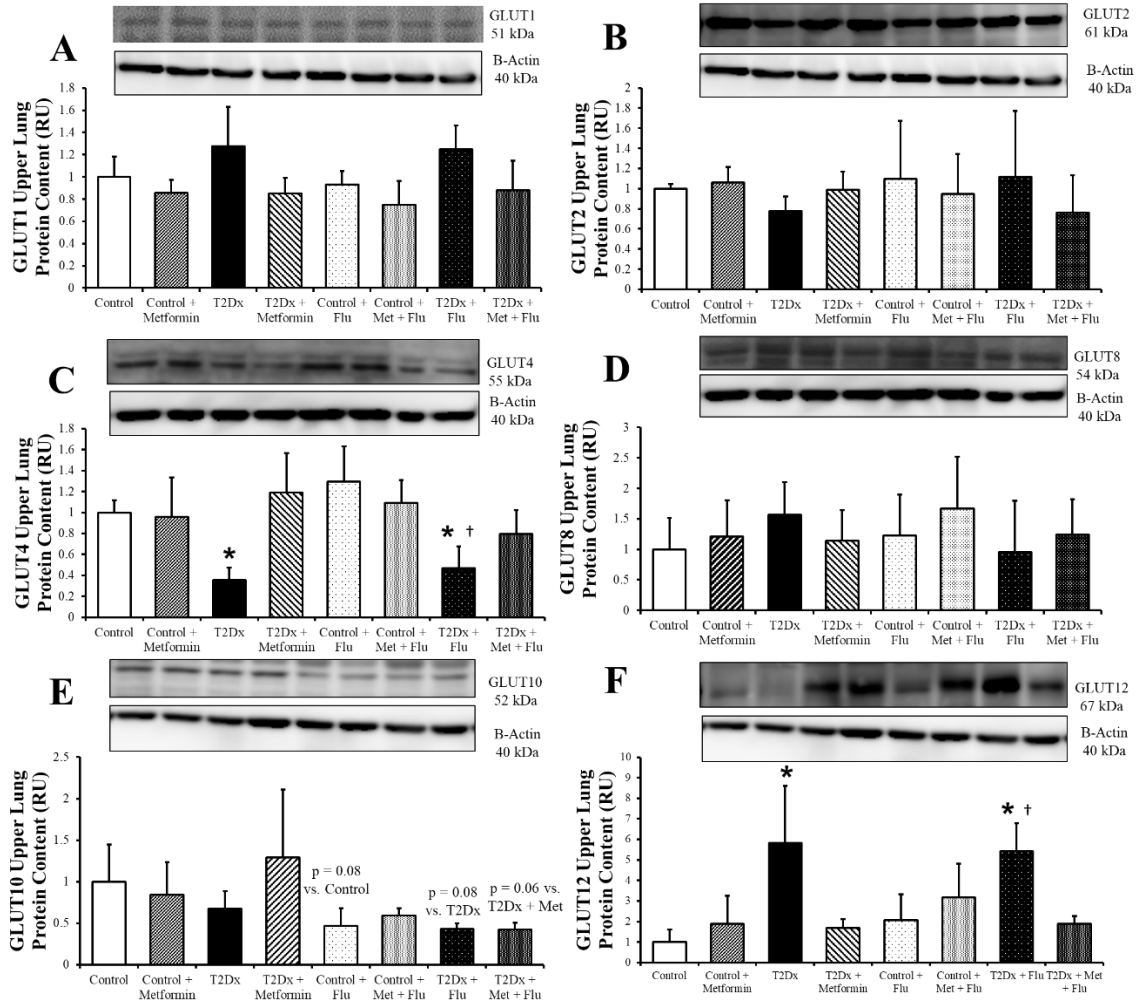 A
GLUT1
51 kDa
B-Actin
40 kDa
GLUT1 Upper Lung
Protein Content (RU)
1.8
1.6
1.4
1.2
1
0.8
0.6
0.4
0.2
0
Control
Control +
Metformin
T2Dx
T2Dx +
Metformin
Control +
Flu
Control +
Met + Flu
T2Dx +
Flu
T2Dx +
Met + Flu
B
GLUT2
61 kDa
B-Actin
40 kDa
GLUT2 Upper Lung
Protein Content (RU)
2
1.8
1.6
1.4
1.2
1
0.8
0.6
0.4
0.2
0
Control
Control +
Metformin
T2Dx
T2Dx +
Metformin
Control +
Flu
Control +
Met + Flu
T2Dx +
Flu
T2Dx +
Met + Flu
C
GLUT4
55 kDa
B-Actin
40 kDa
GLUT4 Upper Lung
Protein Content (RU)
1.8
1.6
1.4
1.2
1
0.8
0.6
0.4
0.2
0
*
* †
Control
Control +
Metformin
T2Dx
T2Dx +
Metformin
Control +
Flu
Control +
Met + Flu
T2Dx +
Flu
T2Dx +
Met + Flu
D
GLUT8
54 kDa
B-Actin
40 kDa
GLUT8 Upper Lung
Protein Content (RU)
3
2.5
2
1.5
1
0.5
0
Control
Control +
Metformin
T2Dx
T2Dx +
Metformin
Control +
Flu
Control +
Met + Flu
T2Dx +
Flu
T2Dx +
Met + Flu
E
GLUT10
52 kDa
B-Actin
40 kDa
GLUT10 Upper Lung
Protein Content (RU)
2.5
2
1.5
1
0.5
0
p = 0.08
vs. Control
p = 0.08
vs. T2Dx
p = 0.06 vs.
T2Dx + Met
Control
Control +
Metformin
T2Dx
T2Dx +
Metformin
Control +
Flu
Control +
Met + Flu
T2Dx +
Flu
T2Dx +
Met + Flu
F
GLUT12
67 kDa
B-Actin
40 kDa
GLUT12 Upper Lung
Protein Content (RU)
10
9
8
7
6
5
4
3
2
1
0
*
* †
Control
Control +
Metformin
T2Dx
T2Dx +
Metformin
Control +
Flu
Control +
Met + Flu
T2Dx + Flu
T2Dx + Met
+ Flu